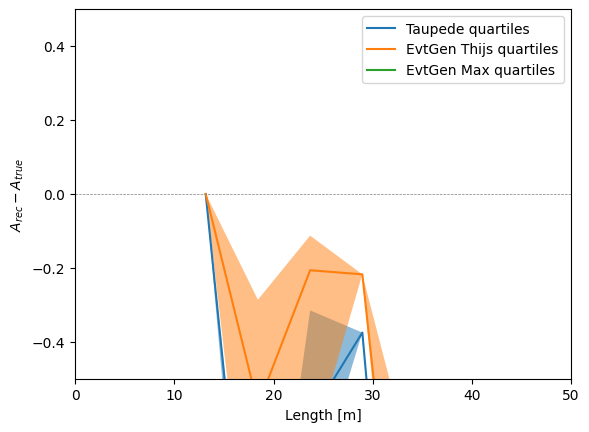 0.4
0.2
0.0
−0.2
−0.4
A_rec − A_true
Taupede quartiles
EvtGen Thijs quartiles
EvtGen Max quartiles
0 10 20 30 40 50
Length [m]